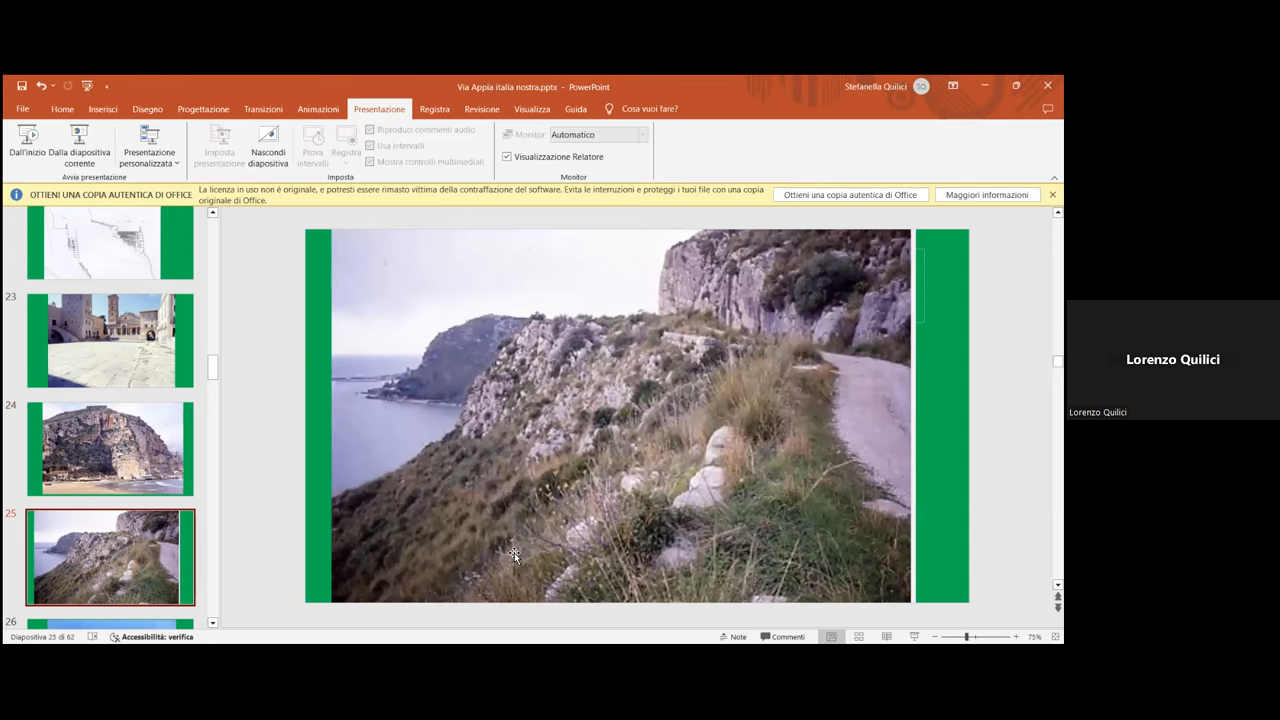 Via Appia italia nostra.pptx - PowerPoint
Stefanella Quilici
SQ
File Home Inserisci Disegno Progettazione Transizioni Animazioni Presentazione Registra Revisione Visualizza Guida Cosa vuoi fare?
Dall'inizio
Dalla diapositiva corrente
Presentazione personalizzata
Avvia presentazione
Imposta presentazione
Nascondi diapositiva
Prova intervalli
Registra
Riproduci commenti audio
Usa intervalli
Mostra controlli multimediali
Imposta
Monitor: Automatico
Visualizzazione Relatore
Monitor
OTTIENI UNA COPIA AUTENTICA DI OFFICE
La licenza in uso non è originale, e potresti essere rimasto vittima della contraffazione del software. Evita le interruzioni e proteggi i tuoi file con una copia
originale di Office.
Ottieni una copia autentica di Office
Maggiori informazioni
23
24
25
26
Lorenzo Quilici
Lorenzo Quilici
Diapositiva 25 di 62
Accessibilità: verifica
Note
Commenti
75%